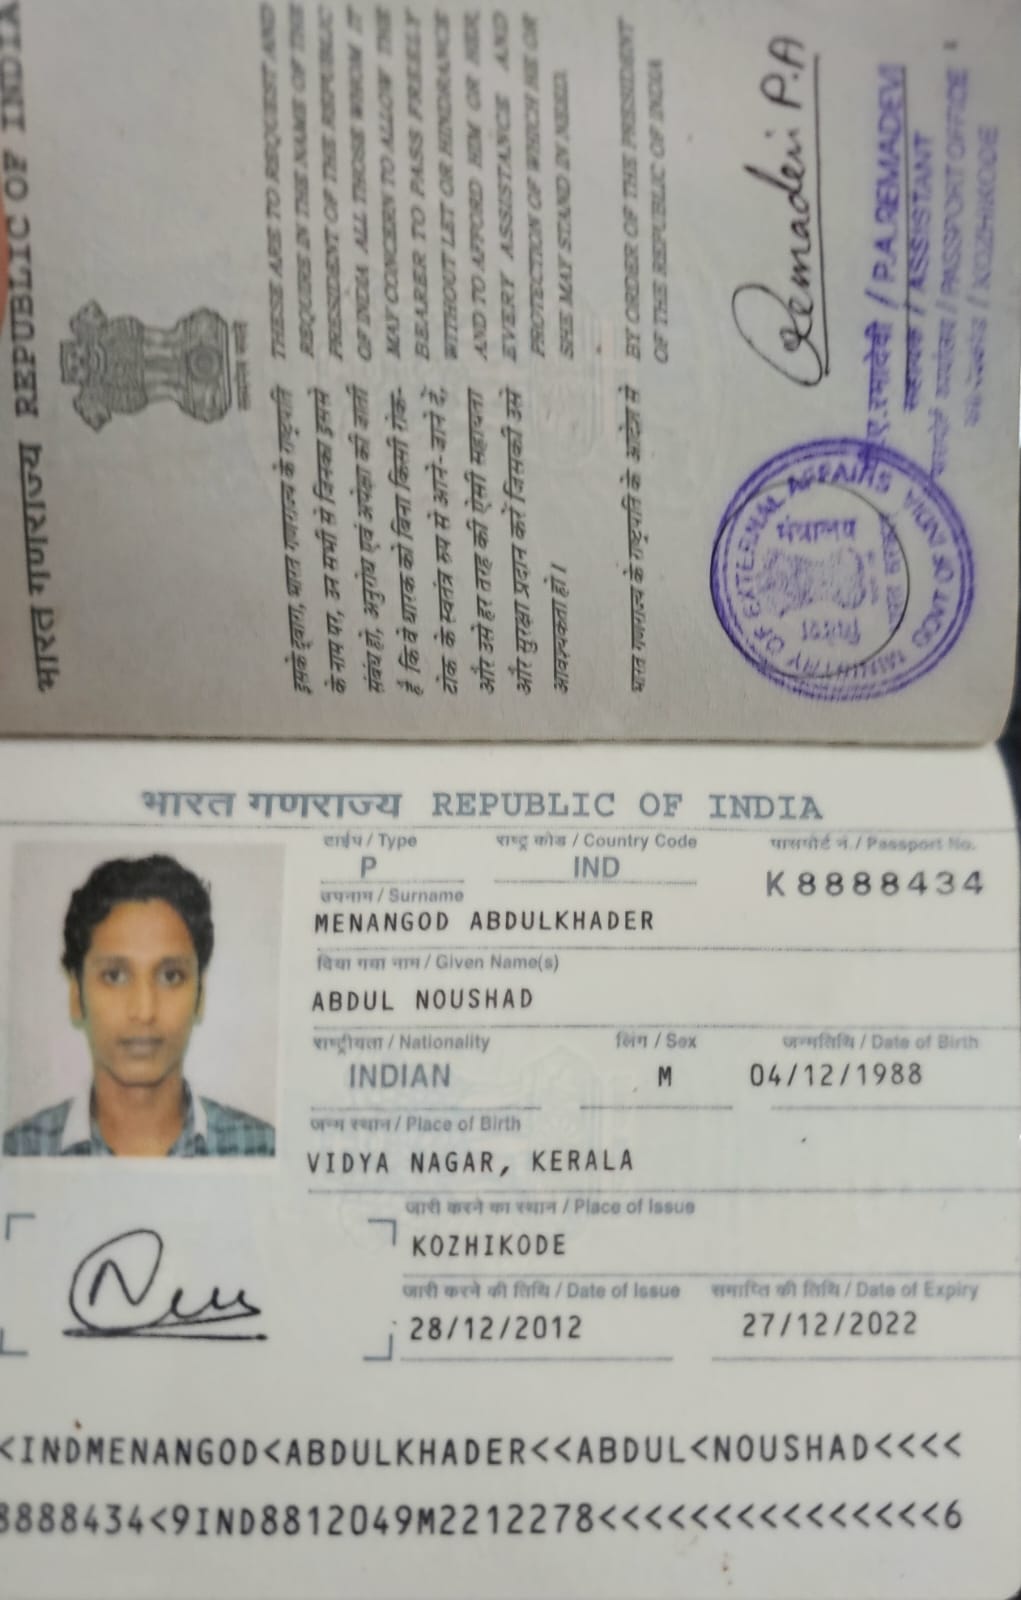 भारत गणराज्य REPUBLIC OF INDIA
सत्यमेव जयते
इसके द्वारा, भारत गणराज्य के राष्ट्रपति
के नाम पर, उन सभी से जिनका इससे
संबंध हो, अनुरोध एवं अपेक्षा की जाती
है कि वे धारक को बिना किसी रोक-
टोक के स्वतंत्र रुप से आने-जाने दें,
और उसे हर तरह की ऐसी सहायता
और सुरक्षा प्रदान करें जिसकी उसे
आवश्यकता हो।
भारत गणराज्य के राष्ट्रपति के आदेश से
THESE ARE TO REQUEST AND
REQUIRE IN THE NAME OF THE
PRESIDENT OF THE REPUBLIC
OF INDIA ALL THOSE WHOM IT
MAY CONCERN TO ALLOW THE
BEARER TO PASS FREELY
WITHOUT LET OR HINDRANCE
AND TO AFFORD HIM OR HER,
EVERY ASSISTANCE AND
PROTECTION OF WHICH HE OR
SHE MAY STAND IN NEED.
BY ORDER OF THE PRESIDENT
OF THE REPUBLIC OF INDIA
Remadevi P.A
पी.ए.रमादेवी / P.A.REMADEVI
सहायक / ASSISTANT
पासपोर्ट कार्यालय / PASSPORT OFFICE
/ KOZHIKODE
MINISTRY OF EXTERNAL AFFAIRS
GOVT OF INDIA
विदेश मंत्रालय
भारत सरकार
भारत गणराज्य REPUBLIC OF INDIA
टाईप / Type राष्ट्र कोड / Country Code पासपोर्ट नं. / Passport No.
P IND K8888434
उपनाम / Surname
MENANGOD ABDULKHADER
दिया गया नाम / Given Name(s)
ABDUL NOUSHAD
राष्ट्रीयता / Nationality लिंग / Sex जन्मतिथि / Date of Birth
INDIAN M 04/12/1988
जन्म स्थान / Place of Birth
VIDYA NAGAR, KERALA
जारी करने का स्थान / Place of Issue
KOZHIKODE
जारी करने की तिथि / Date of Issue समाप्ति की तिथि / Date of Expiry
28/12/2012 27/12/2022
<INDMENANGOD<ABDULKHADER<<ABDUL<NOUSHAD<<<<
8888434<9IND8812049M2212278<<<<<<<<<<<<<<<6